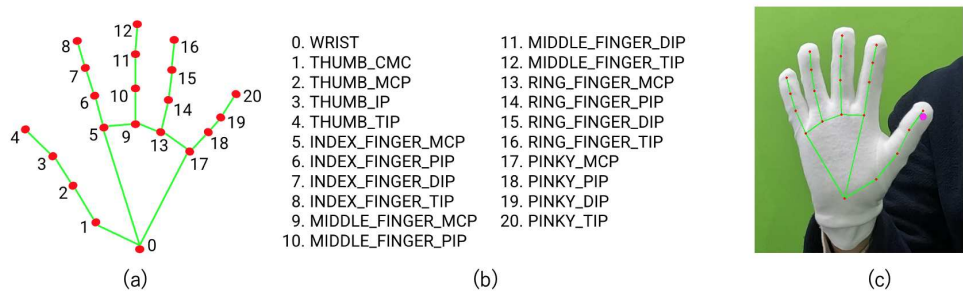 12
8
16
11
7
15
20
6
10
14
19
4
5
9
13
18
3
17
2
1
0
0. WRIST
1. THUMB_CMC
2. THUMB_MCP
3. THUMB_IP
4. THUMB_TIP
5. INDEX_FINGER_MCP
6. INDEX_FINGER_PIP
7. INDEX_FINGER_DIP
8. INDEX_FINGER_TIP
9. MIDDLE_FINGER_MCP
10. MIDDLE_FINGER_PIP
11. MIDDLE_FINGER_DIP
12. MIDDLE_FINGER_TIP
13. RING_FINGER_MCP
14. RING_FINGER_PIP
15. RING_FINGER_DIP
16. RING_FINGER_TIP
17. PINKY_MCP
18. PINKY_PIP
19. PINKY_DIP
20. PINKY_TIP
(a)
(b)
(c)